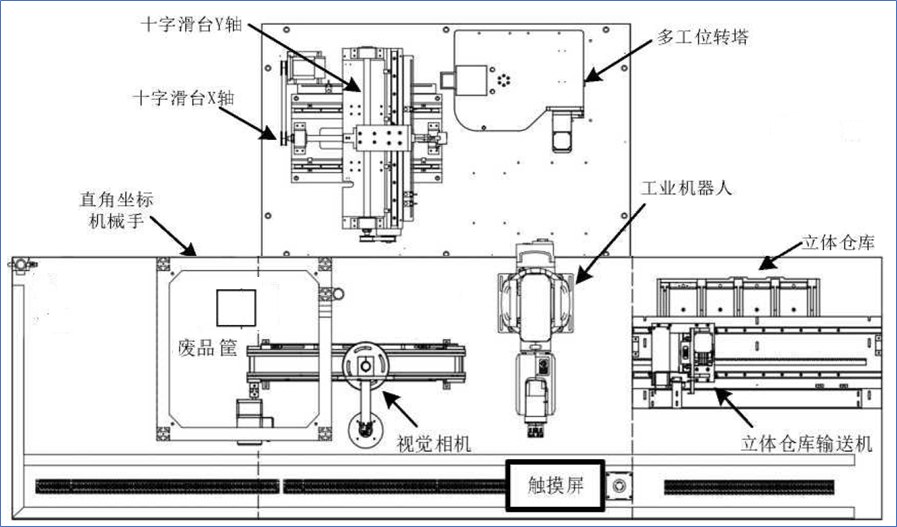 十字滑台Y轴
多工位转塔
十字滑台X轴
工业机器人
直角坐标
机械手
立体仓库
废品筐
视觉相机
立体仓库输送机
触摸屏